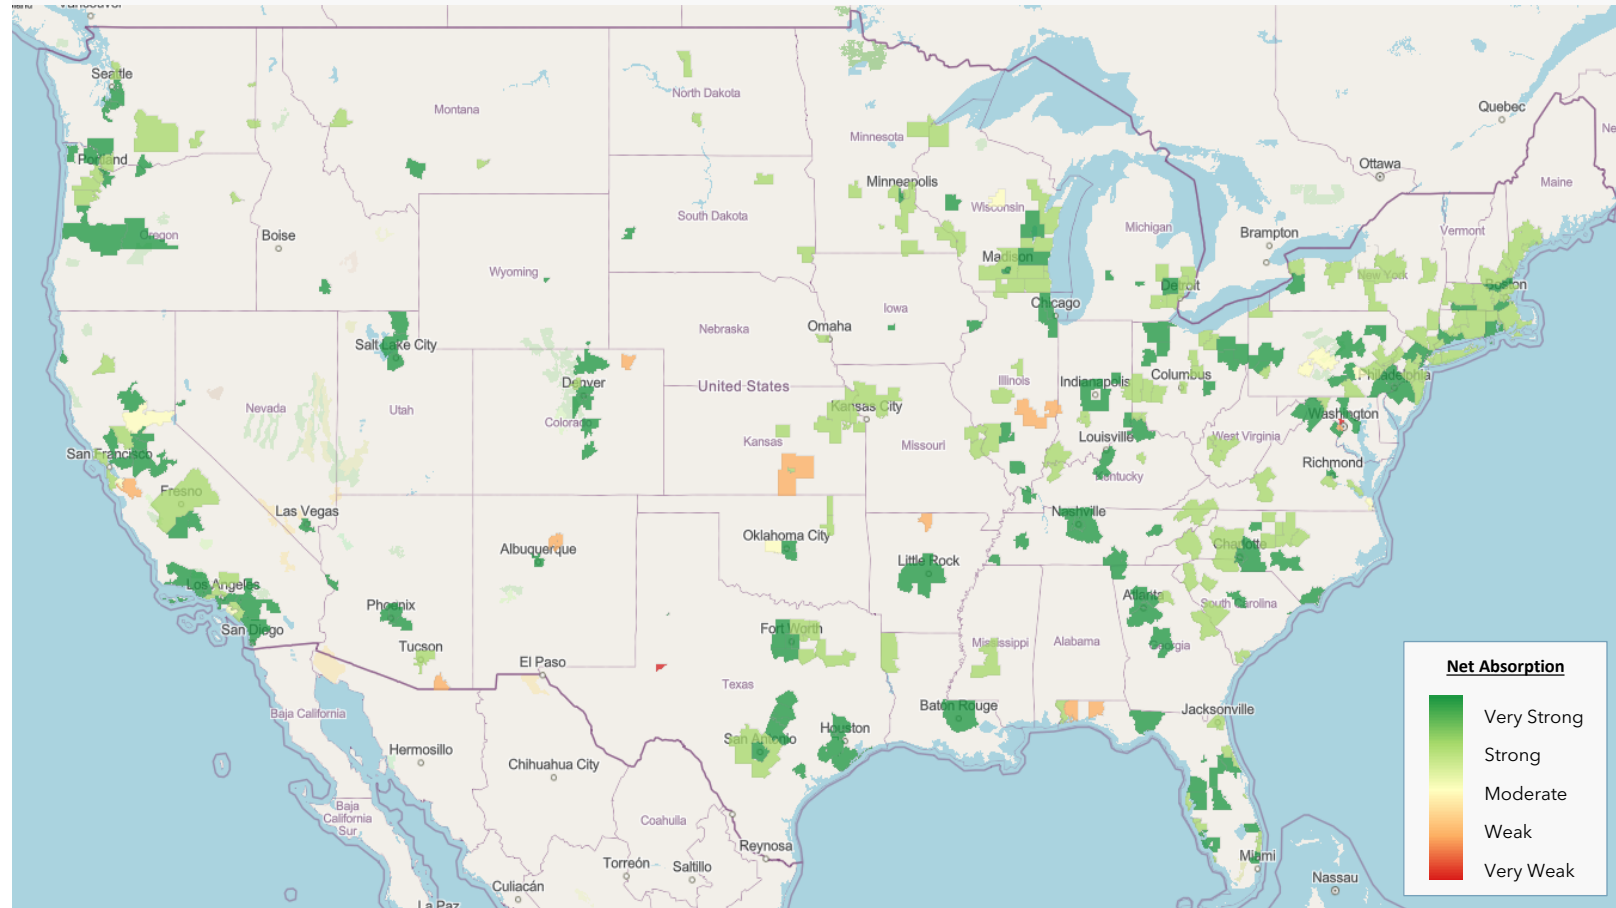 Vancouver
Seattle
Montana
North Dakota
Minnesota
Quebec
Ottawa
Maine
Portland
Minneapolis
Wisconsin
South Dakota
Michigan
Vermont
Brampton
Oregon
Boise
Madison
New York
Wyoming
Detroit
Boston
Chicago
Iowa
Nebraska
Omaha
Salt Lake City
United States
Illinois
Indianapolis
Columbus
Philadelphia
Denver
Nevada
Utah
Kansas City
Washington
Colorado
Kansas
Missouri
Louisville
West Virginia
San Francisco
Richmond
Kentucky
Fresno
Las Vegas
Nashville
Oklahoma City
Albuquerque
Charlotte
Little Rock
Los Angeles
Phoenix
Atlanta
South Carolina
San Diego
Fort Worth
Tucson
Mississippi
Alabama
Georgia
El Paso
Texas
Baja California
Baton Rouge
Jacksonville
Houston
San Antonio
Hermosillo
Chihuahua City
Baja
California
Sur
Coahuila
Reynosa
Miami
Torreón
Saltillo
Nassau
Culiacán
La Paz
Net Absorption
Very Strong
Strong
Moderate
Weak
Very Weak